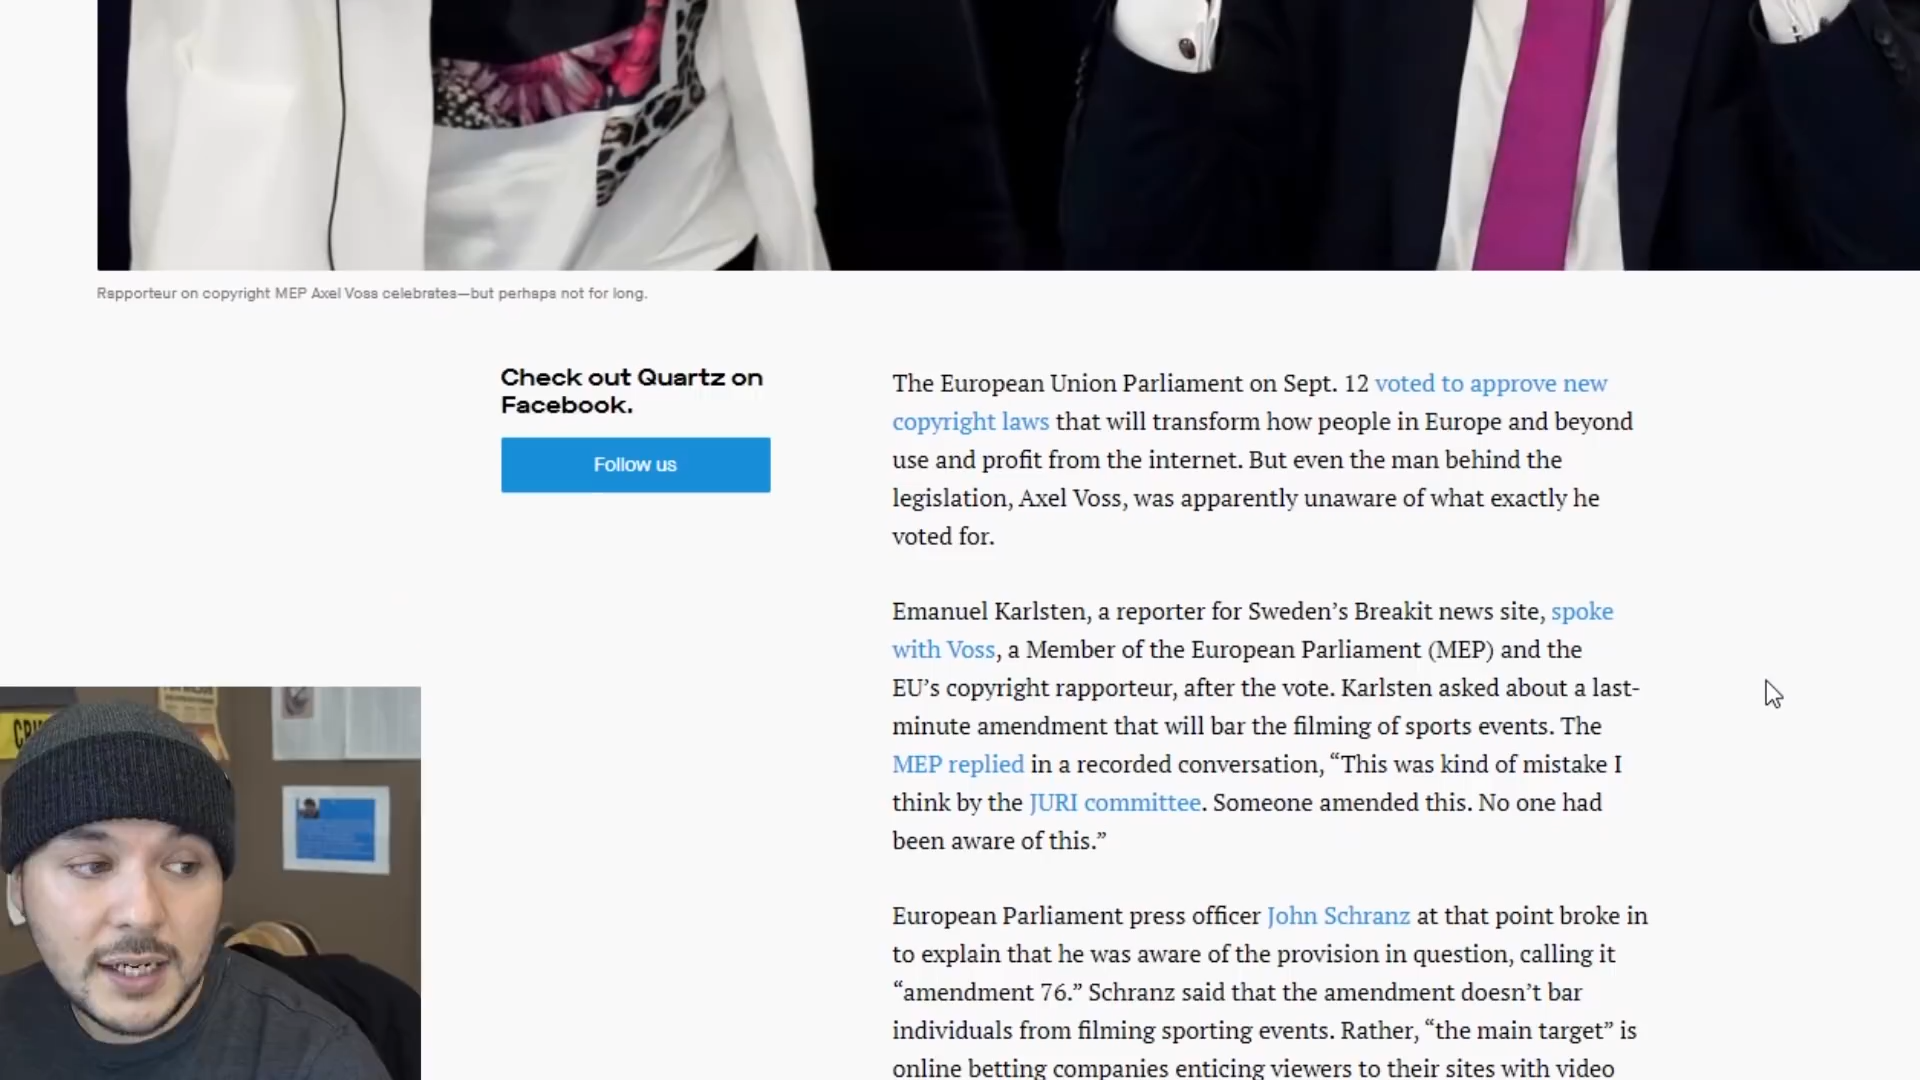 Rapporteur on copyright MEP Axel Voss celebrates—but perhaps not for long.
Check out Quartz on
Facebook.
Follow us
The European Union Parliament on Sept. 12 voted to approve new
copyright laws that will transform how people in Europe and beyond
use and profit from the internet. But even the man behind the
legislation, Axel Voss, was apparently unaware of what exactly he
voted for.
Emanuel Karlsten, a reporter for Sweden’s Breakit news site, spoke
with Voss, a Member of the European Parliament (MEP) and the
EU’s copyright rapporteur, after the vote. Karlsten asked about a last-
minute amendment that will bar the filming of sports events. The
MEP replied in a recorded conversation, “This was kind of mistake I
think by the JURI committee. Someone amended this. No one had
been aware of this.”
European Parliament press officer John Schranz at that point broke in
to explain that he was aware of the provision in question, calling it
“amendment 76.” Schranz said that the amendment doesn’t bar
individuals from filming sporting events. Rather, “the main target” is
online betting companies enticing viewers to their sites with video